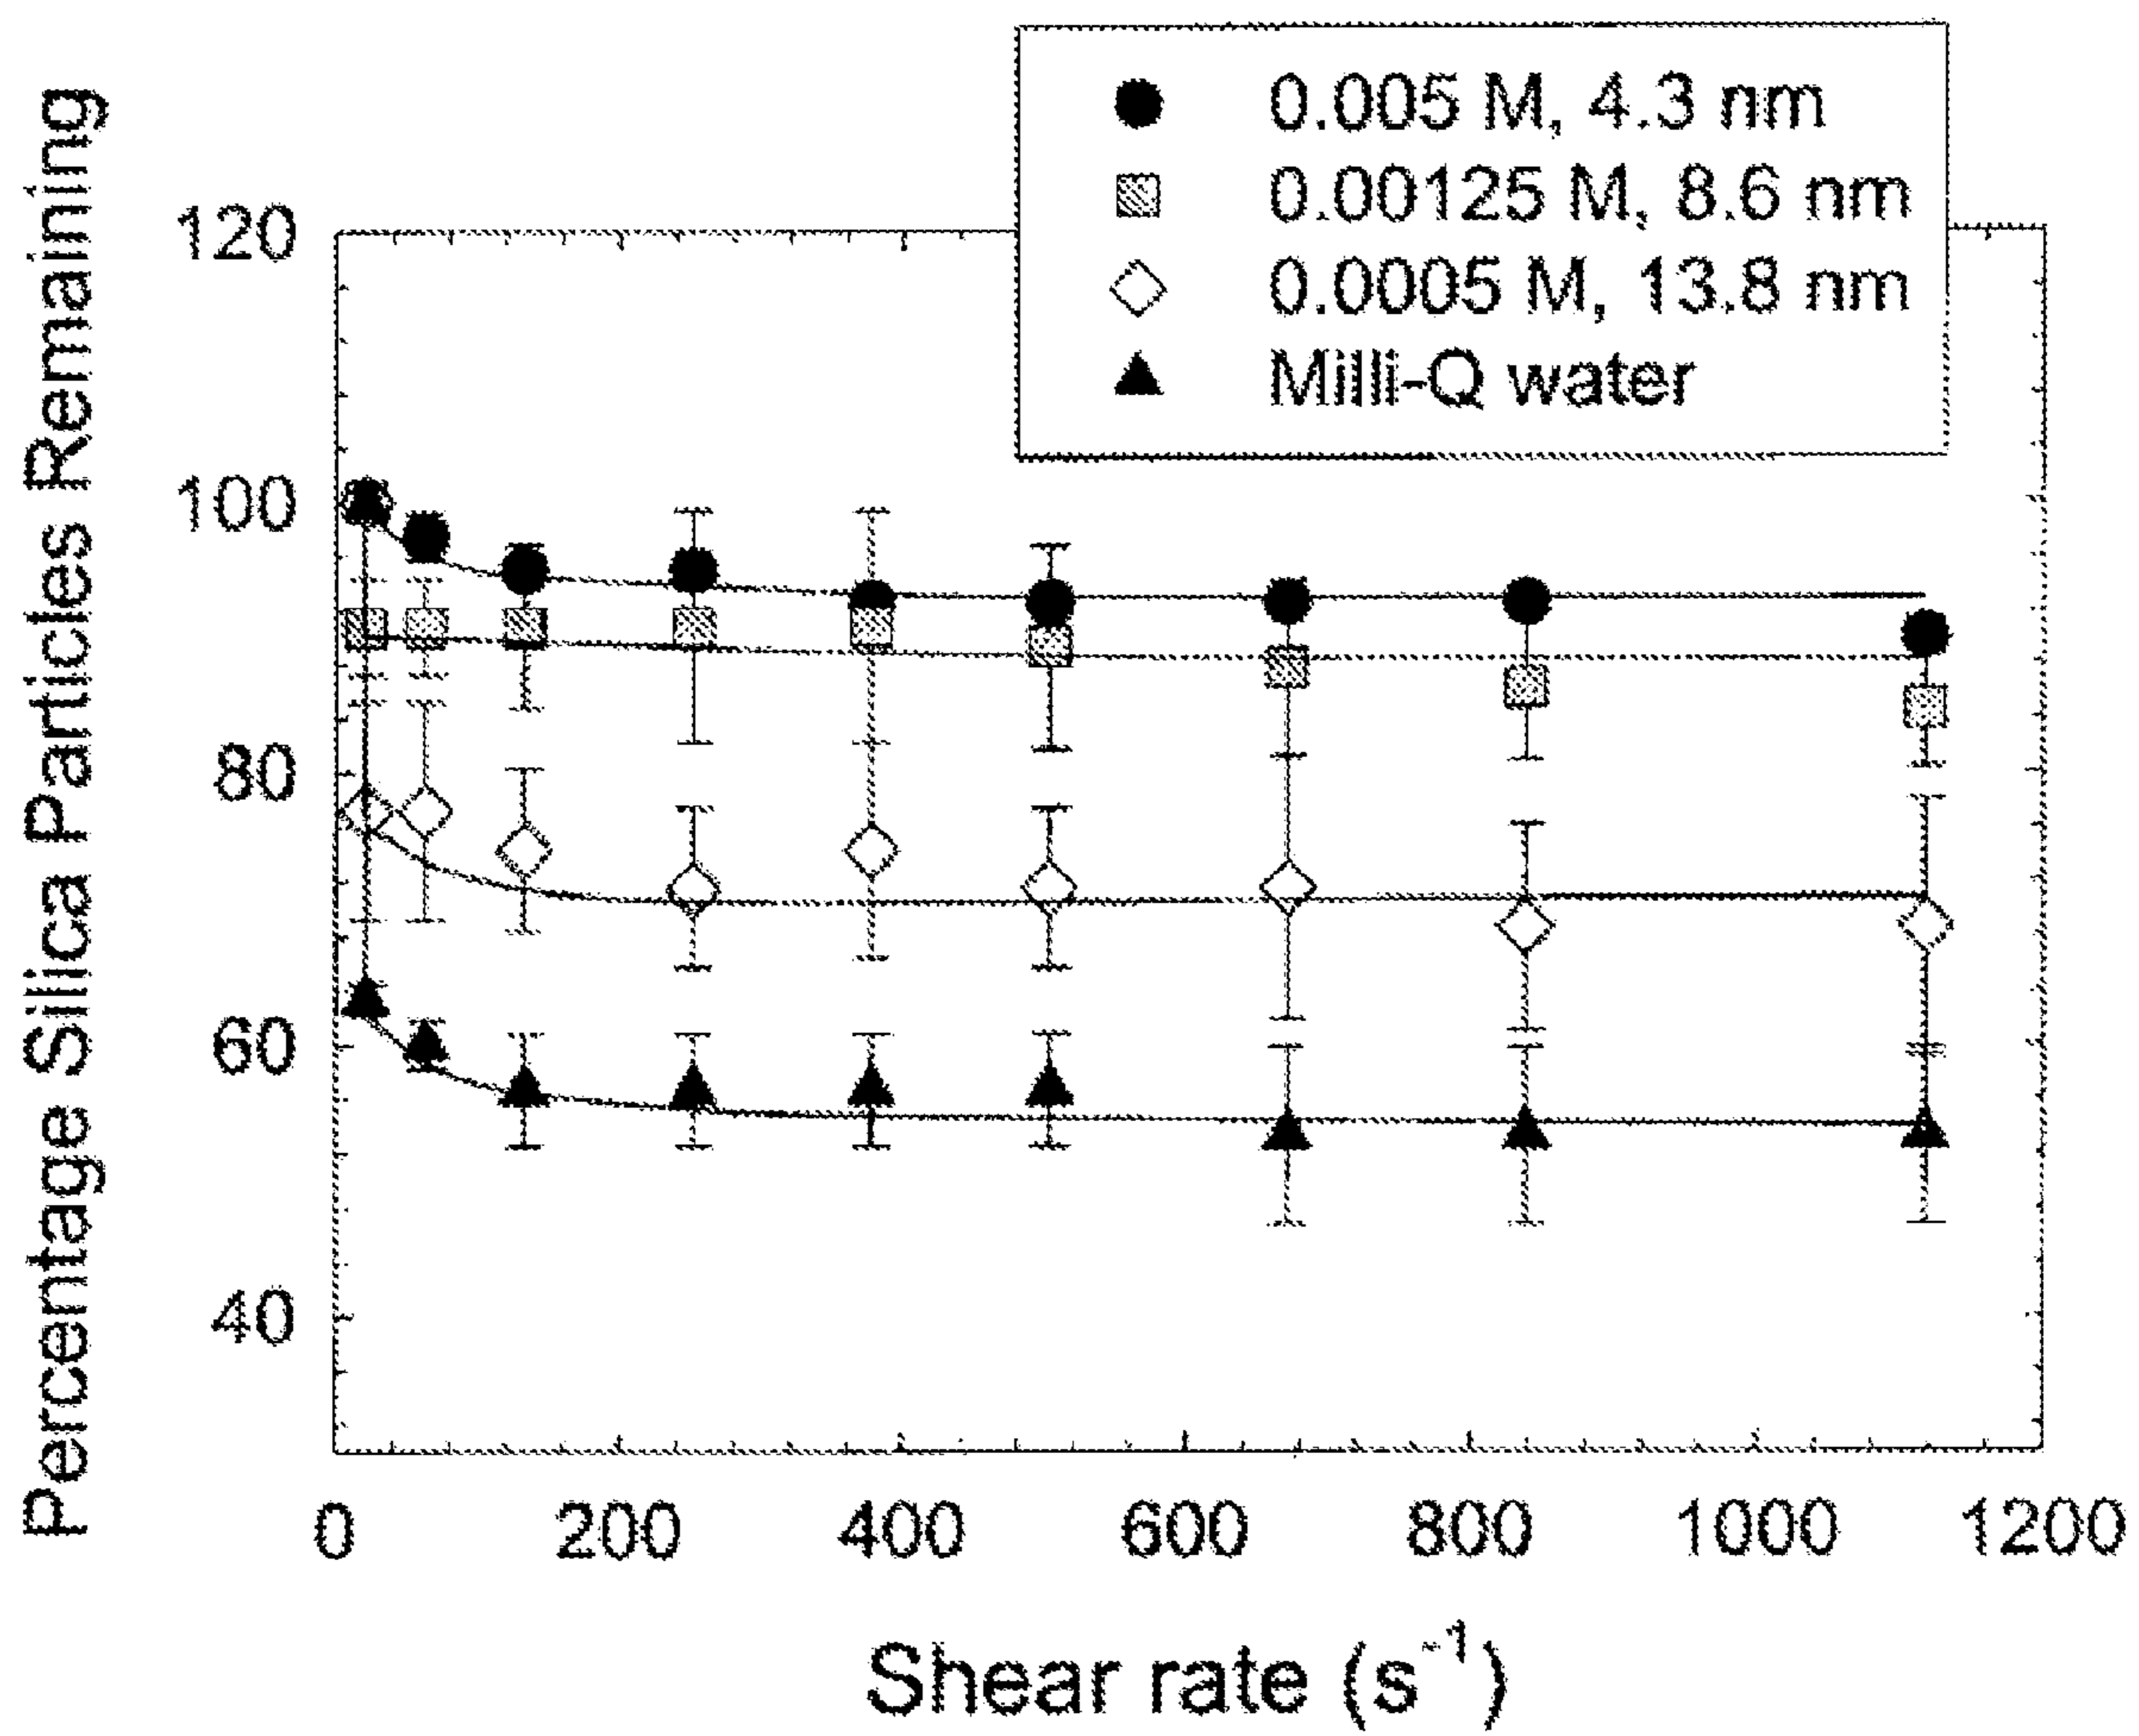 0.005 M, 4.3 nm
0.00125 M, 8.6 nm
0.0005 M, 13.8 nm
Milli-Q water
Percentage Silica Particles Remaining
120
100
80
60
40
0 200 400 600 800 1000 1200
Shear rate (s⁻¹)